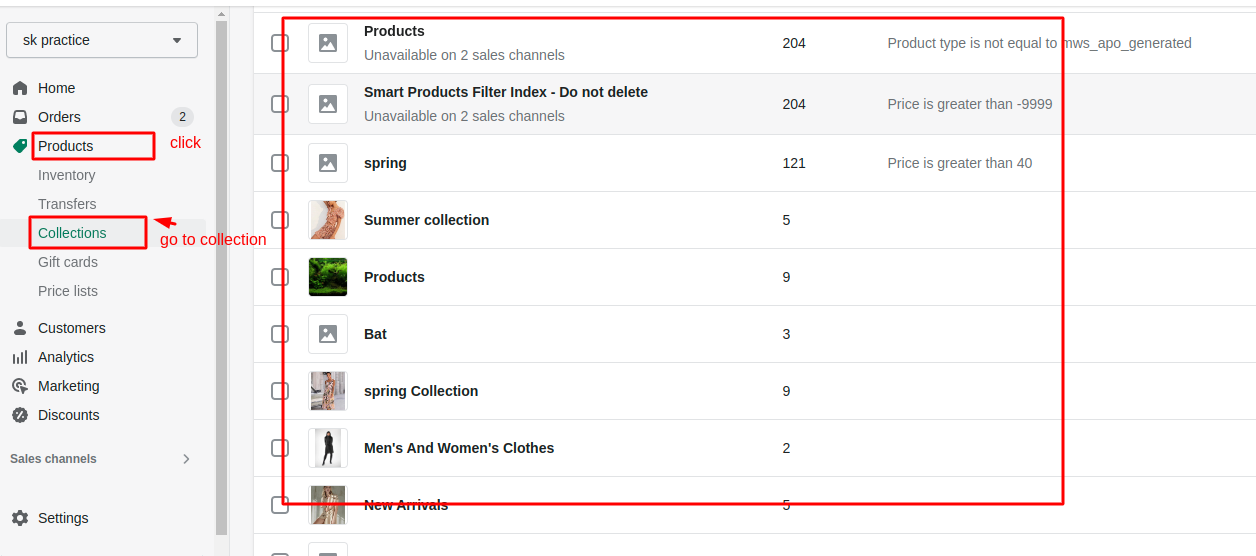 sk practice
Home
Orders 2
Products click
Inventory
Transfers
Collections
go to collection
Gift cards
Price lists
Customers
Analytics
Marketing
Discounts
Sales channels
Settings
Products 204 Product type is not equal to mws_apo_generated
Unavailable on 2 sales channels
Smart Products Filter Index - Do not delete 204 Price is greater than -9999
Unavailable on 2 sales channels
spring 121 Price is greater than 40
Summer collection 5
Products 9
Bat 3
spring Collection 9
Men's And Women's Clothes 2
New Arrivals 5